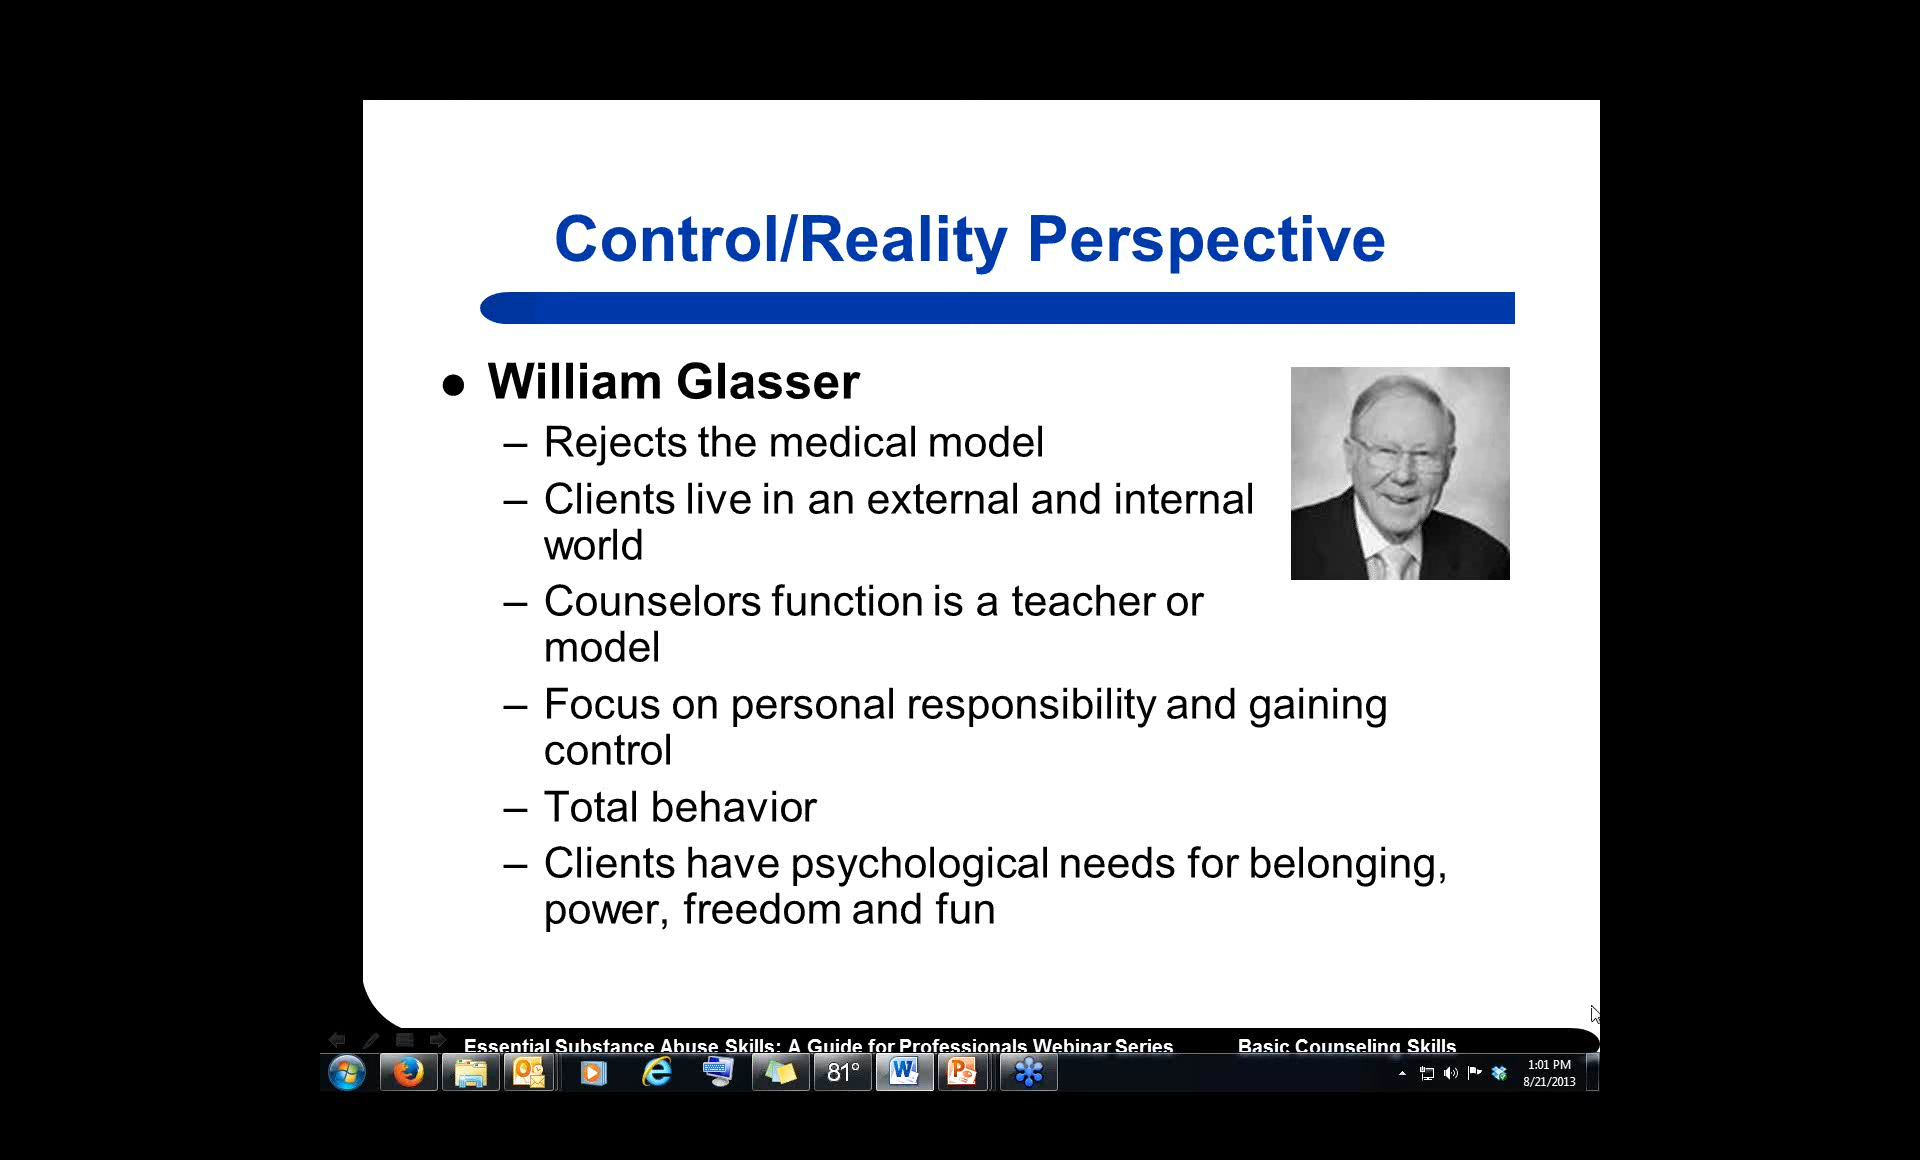 Control/Reality Perspective
● William Glasser
– Rejects the medical model
– Clients live in an external and internal
world
– Counselors function is a teacher or
model
– Focus on personal responsibility and gaining
control
– Total behavior
– Clients have psychological needs for belonging,
power, freedom and fun
Essential Substance Abuse Skills: A Guide for Professionals Webinar Series Basic Counseling Skills
81°
1:01 PM
8/21/2013